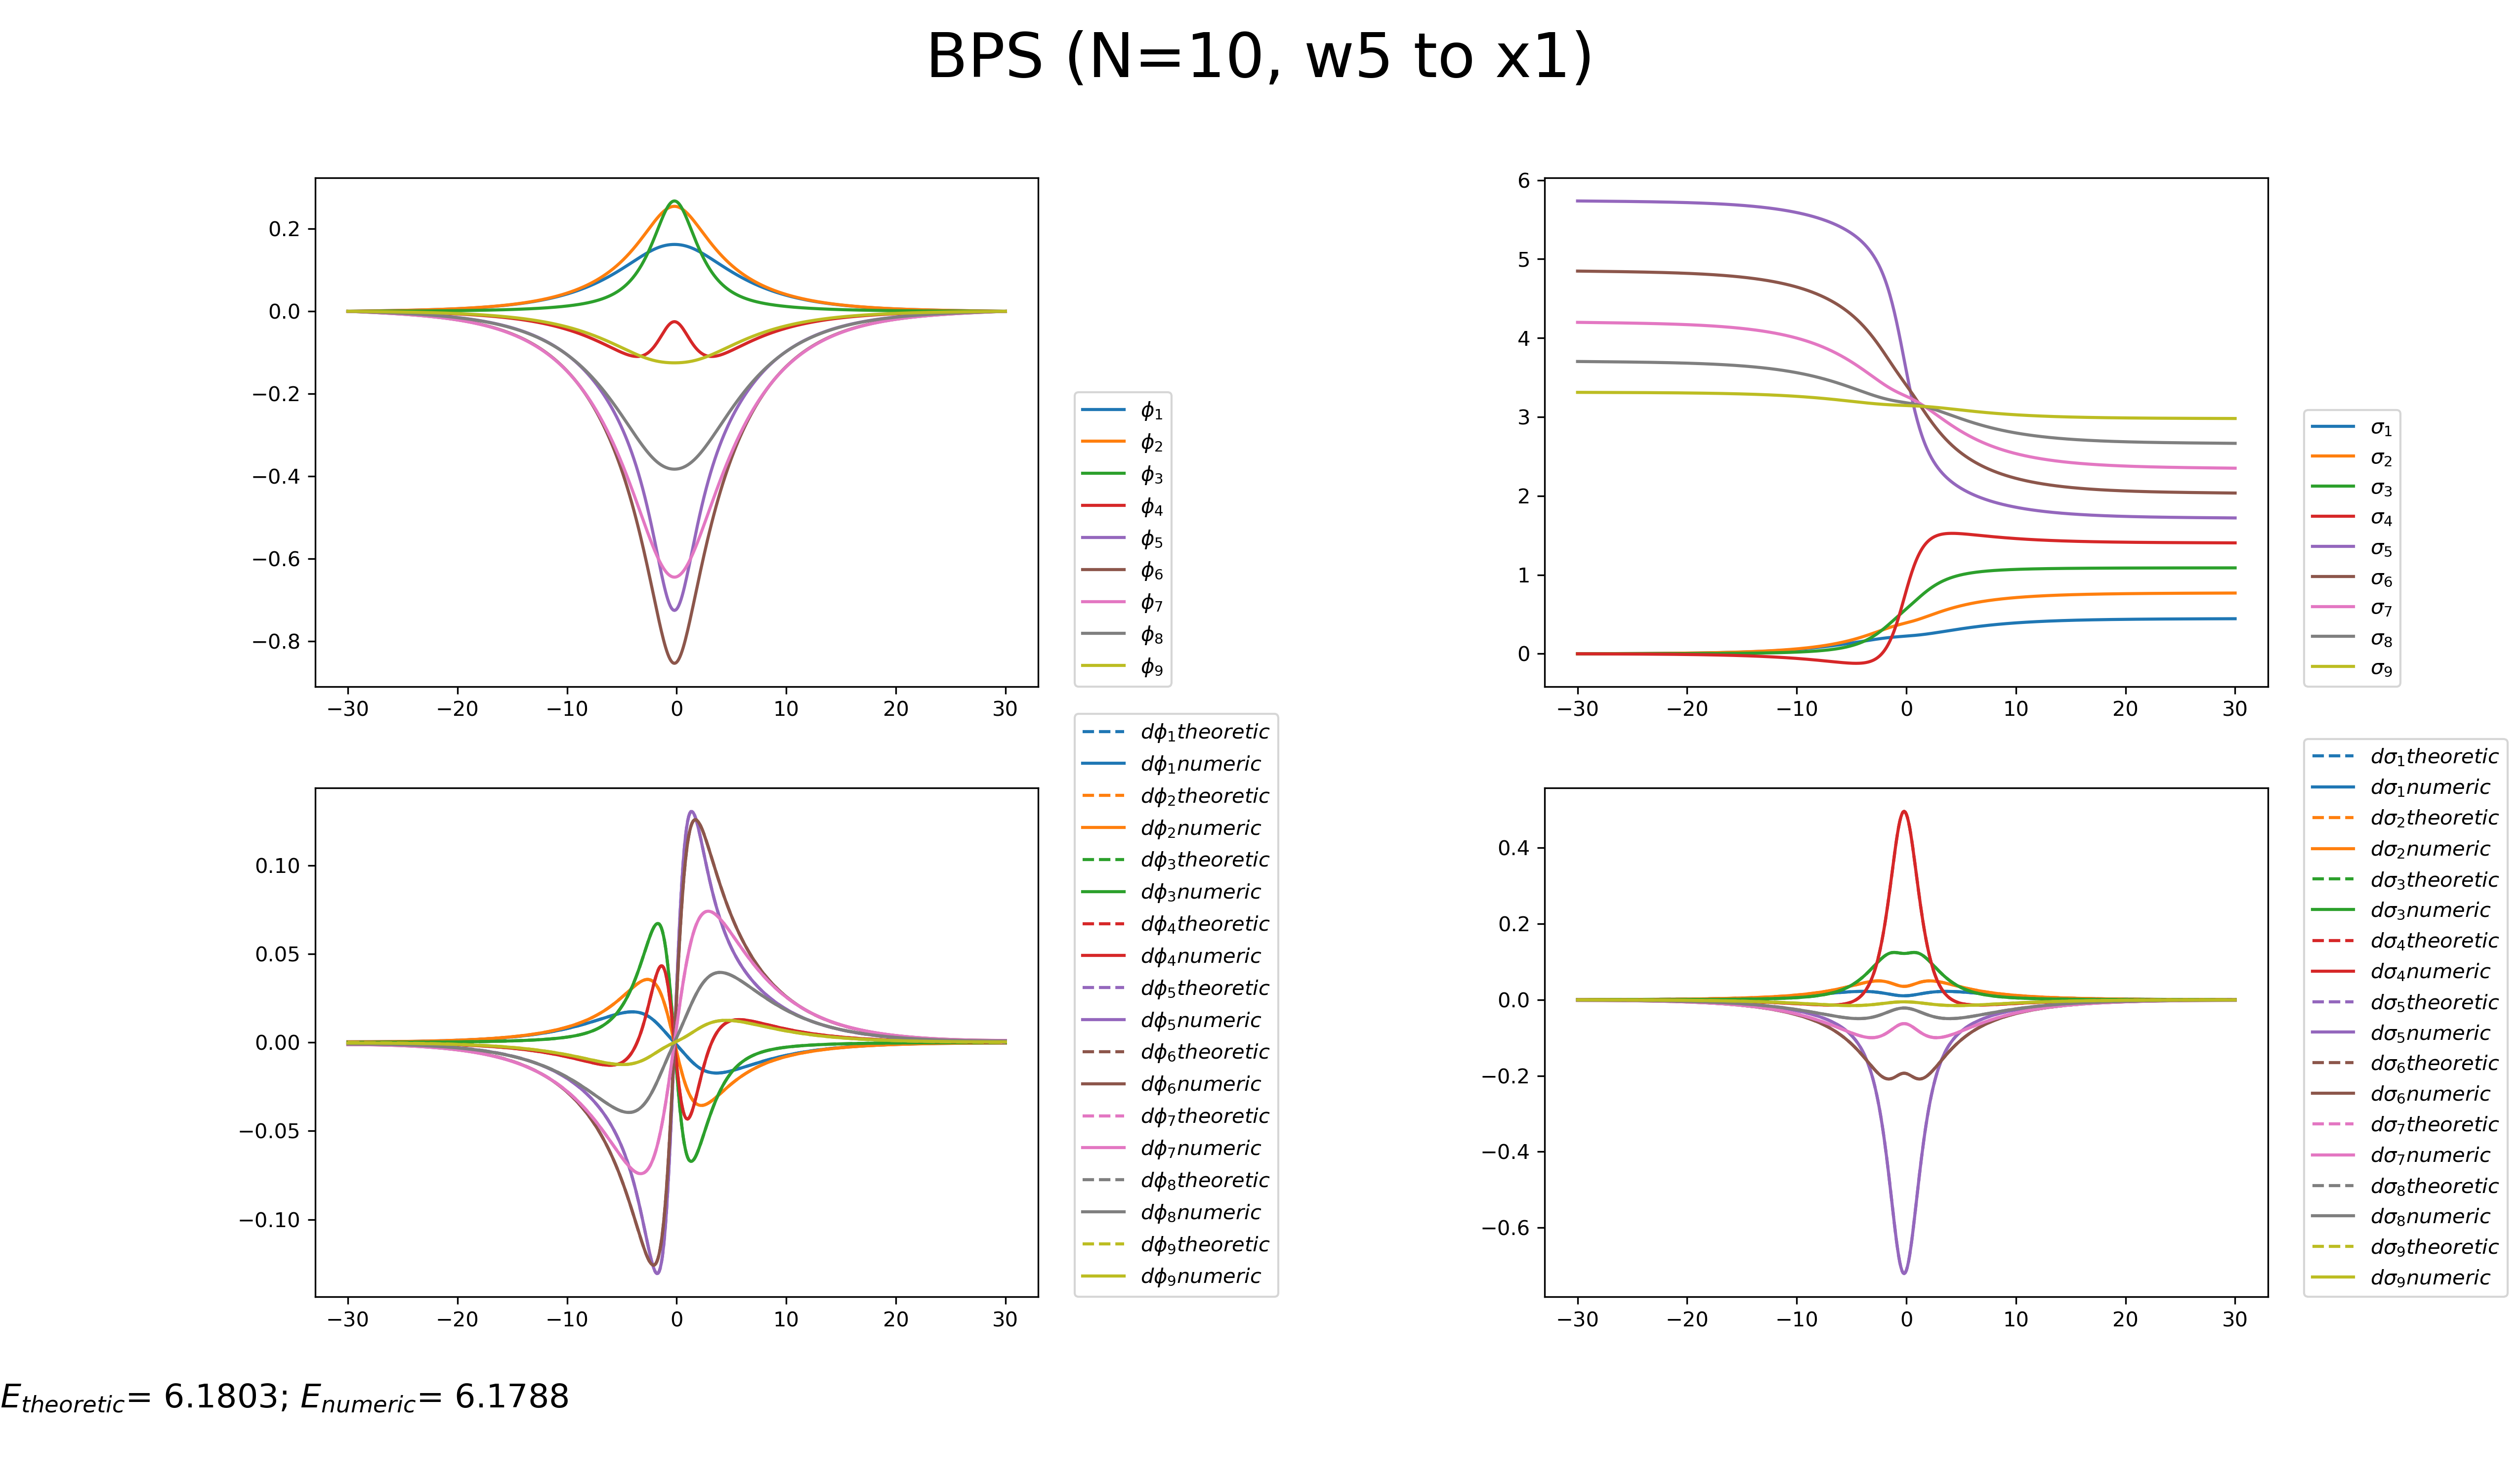 BPS (N=10, w5 to x1)
0.2
0.0
−0.2
−0.4
−0.6
−0.8
−30 −20 −10 0 10 20 30
ϕ1
ϕ2
ϕ3
ϕ4
ϕ5
ϕ6
ϕ7
ϕ8
ϕ9
6
5
4
3
2
1
0
−30 −20 −10 0 10 20 30
σ1
σ2
σ3
σ4
σ5
σ6
σ7
σ8
σ9
0.10
0.05
0.00
−0.05
−0.10
−30 −20 −10 0 10 20 30
dϕ1theoretic
dϕ1numeric
dϕ2theoretic
dϕ2numeric
dϕ3theoretic
dϕ3numeric
dϕ4theoretic
dϕ4numeric
dϕ5theoretic
dϕ5numeric
dϕ6theoretic
dϕ6numeric
dϕ7theoretic
dϕ7numeric
dϕ8theoretic
dϕ8numeric
dϕ9theoretic
dϕ9numeric
0.4
0.2
0.0
−0.2
−0.4
−0.6
−30 −20 −10 0 10 20 30
dσ1theoretic
dσ1numeric
dσ2theoretic
dσ2numeric
dσ3theoretic
dσ3numeric
dσ4theoretic
dσ4numeric
dσ5theoretic
dσ5numeric
dσ6theoretic
dσ6numeric
dσ7theoretic
dσ7numeric
dσ8theoretic
dσ8numeric
dσ9theoretic
dσ9numeric
Etheoretic= 6.1803; Enumeric= 6.1788